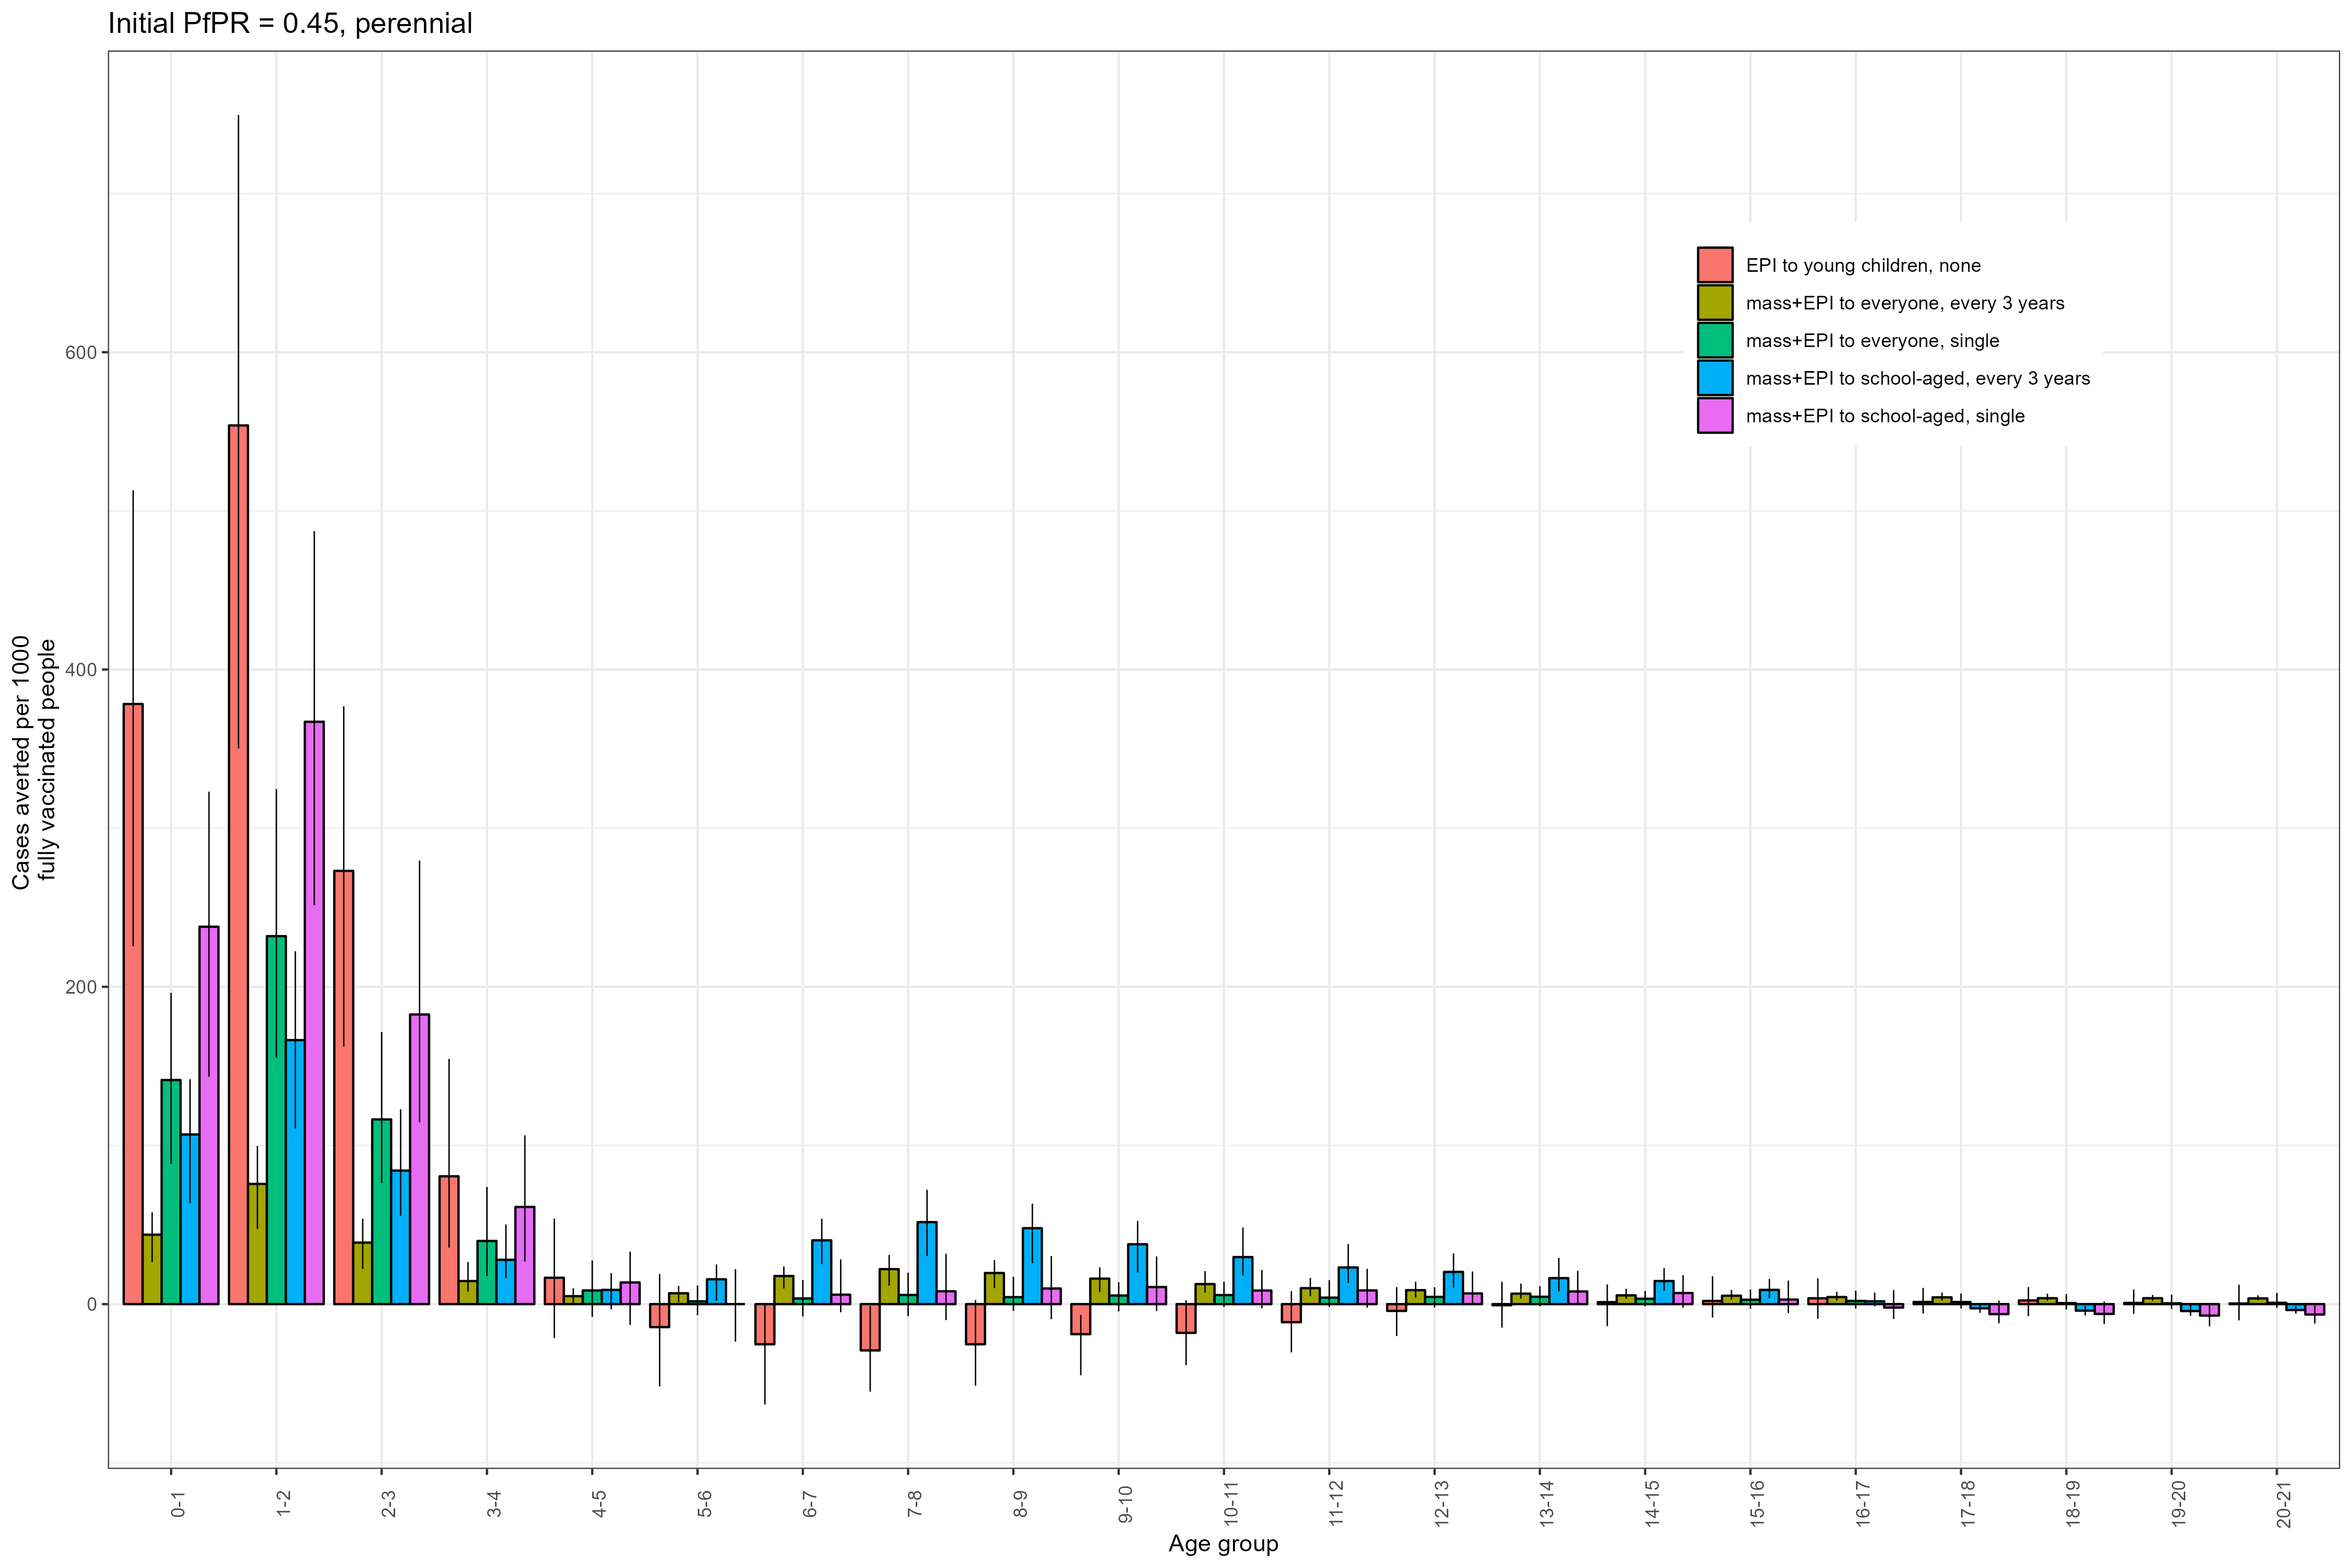 Initial PfPR = 0.45, perennial
Cases averted per 1000
fully vaccinated people
600
400
200
0
EPI to young children, none
mass+EPI to everyone, every 3 years
mass+EPI to everyone, single
mass+EPI to school-aged, every 3 years
mass+EPI to school-aged, single
0-1
1-2
2-3
3-4
4-5
5-6
6-7
7-8
8-9
9-10
10-11
11-12
12-13
13-14
14-15
15-16
16-17
17-18
18-19
19-20
20-21
Age group